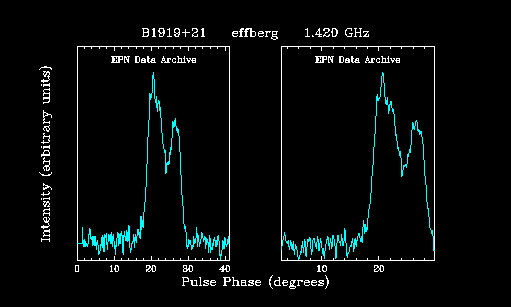 B1919+21 effberg 1.420 GHz
EPN Data Archive EPN Data Archive
Intensity (arbitrary units)
0 10 20 30 40 10 20
Pulse Phase (degrees)